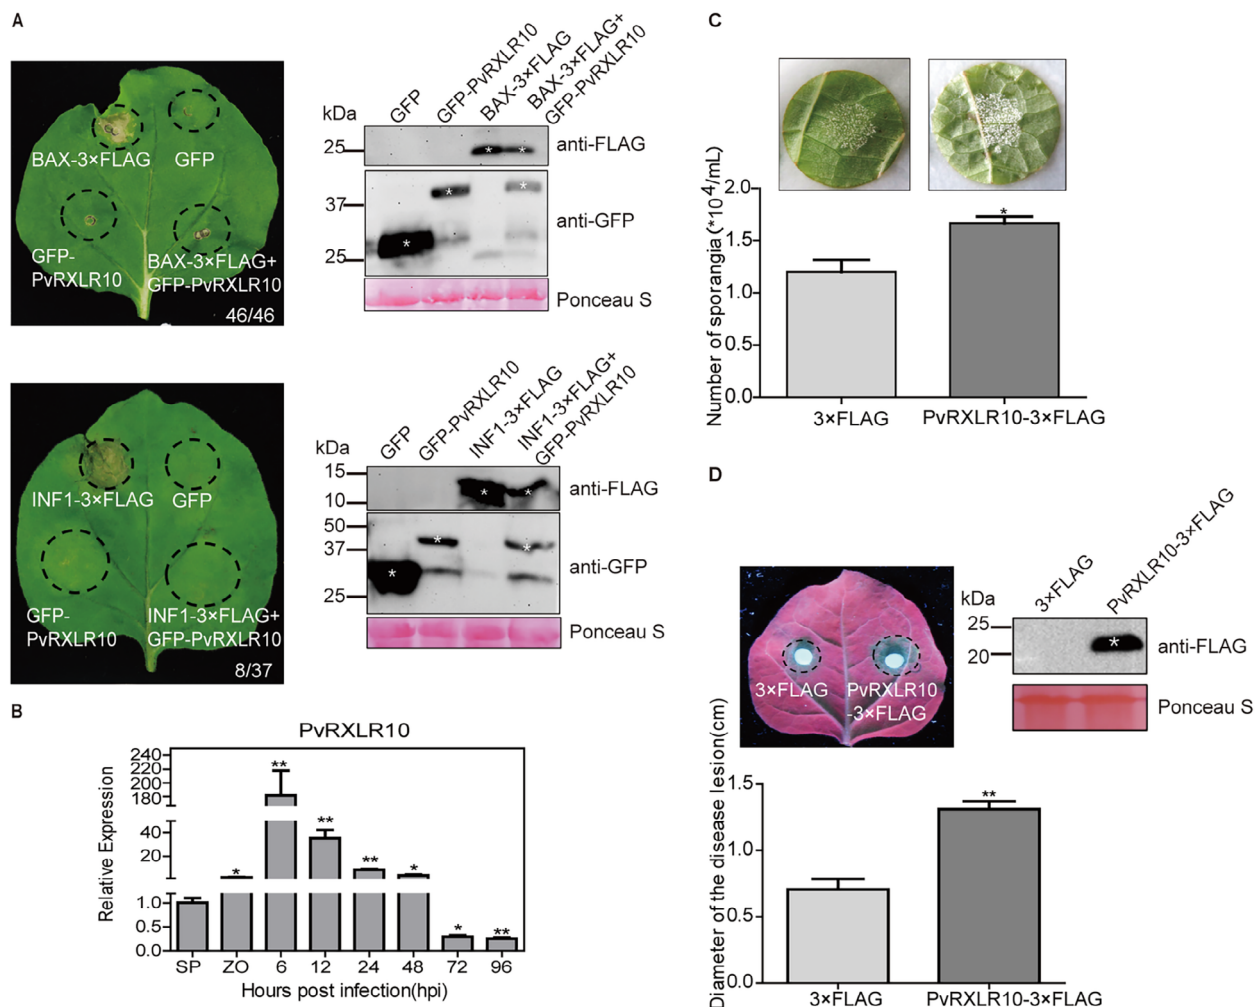 A
BAX-3×FLAG
GFP
GFP-
PvRXLR10
BAX-3×FLAG+
GFP-PvRXLR10
46/46
kDa
GFP
GFP-PvRXLR10
BAX-3×FLAG
BAX-3×FLAG+
GFP-PvRXLR10
25
anti-FLAG
*
*
37
25
anti-GFP
*
*
*
Ponceau S
INF1-3×FLAG
GFP
GFP-
PvRXLR10
INF1-3×FLAG+
GFP-PvRXLR10
8/37
kDa
GFP
GFP-PvRXLR10
INF1-3×FLAG
INF1-3×FLAG+
GFP-PvRXLR10
15
10
anti-FLAG
*
*
50
37
25
anti-GFP
*
*
*
Ponceau S
B
PvRXLR10
Relative Expression
240
220
200
180
40
20
1.0
0.5
0.0
*
**
**
**
*
*
**
SP ZO 6 12 24 48 72 96
Hours post infection(hpi)
C
Number of sporangia(*10⁴/mL)
2.0
1.5
1.0
0.5
0.0
*
3×FLAG
PvRXLR10-3×FLAG
D
3×FLAG
PvRXLR10
-3×FLAG
kDa
3×FLAG
PvRXLR10-3×FLAG
25
20
*
anti-FLAG
Ponceau S
Diameter of the disease lesion(cm)
1.5
1.0
0.5
0.0
**
3×FLAG
PvRXLR10-3×FLAG